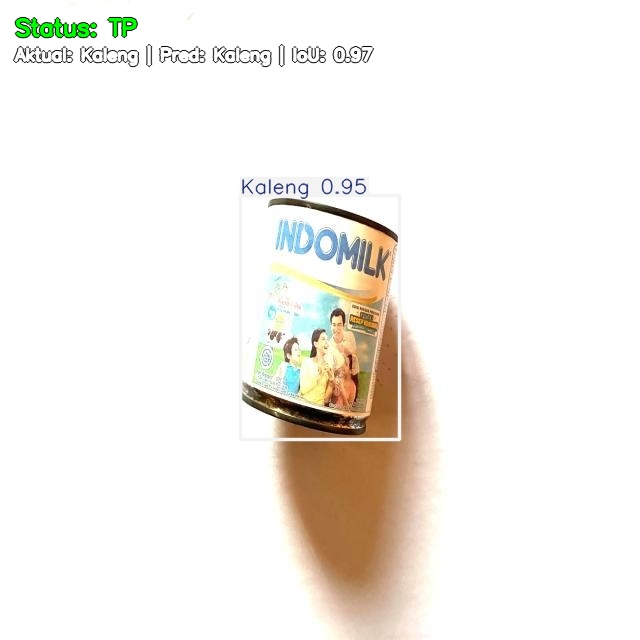 Status: TP
Aktual: Kaleng | Pred: Kaleng | IoU: 0.97
Kaleng 0.95
INDOMILK